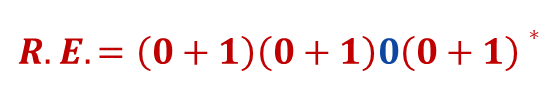 R. E. = (0 + 1)(0 + 1)0(0 + 1)*